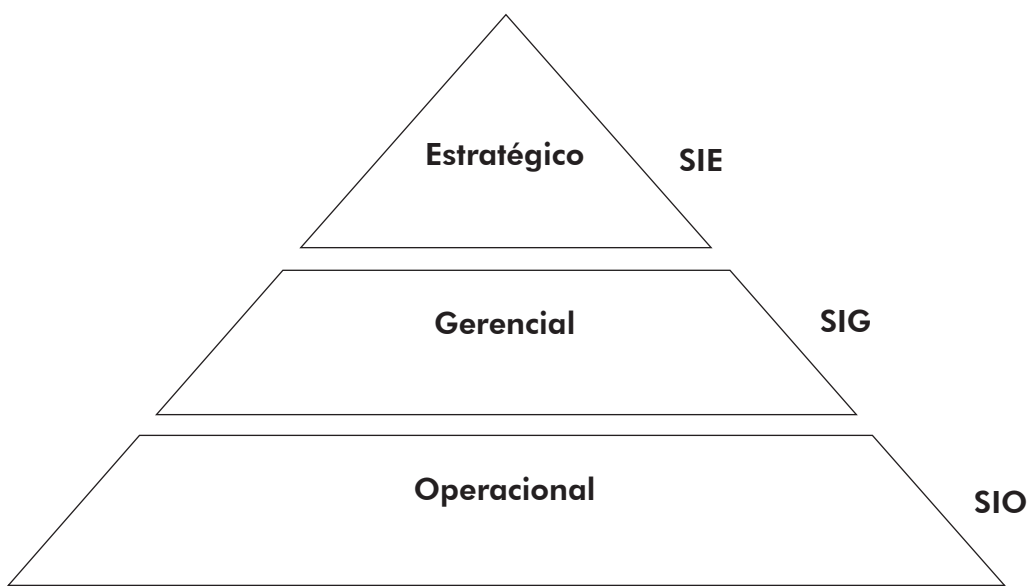 Estratégico
SIE
Gerencial
SIG
Operacional
SIO